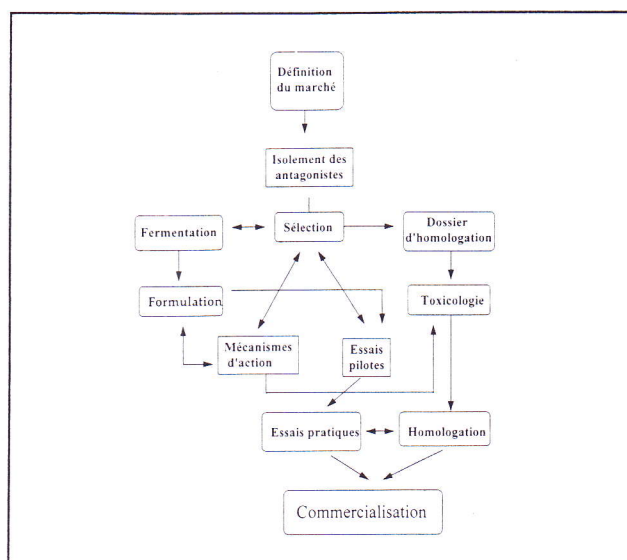 Définition
du marché
Isolement des
antagonistes
Fermentation
Sélection
Dossier
d'homologation
Formulation
Toxicologie
Mécanismes
d'action
Essais
pilotes
Essais pratiques
Homologation
Commercialisation